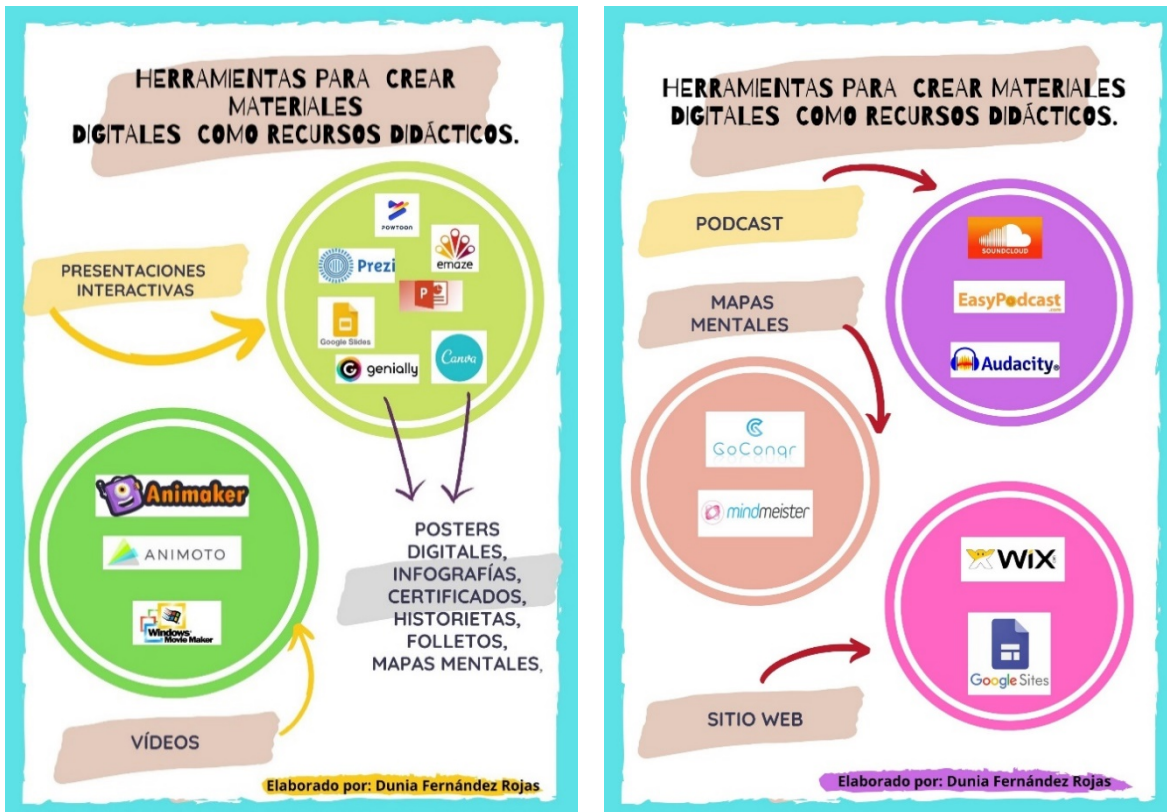 HERRAMIENTAS PARA CREAR
MATERIALES
DIGITALES COMO RECURSOS DIDÁCTICOS.
PRESENTACIONES
INTERACTIVAS
POWTOON
emaze
Prezi
P
Google Slides
G genially
Canva
Animaker
ANIMOTO
Windows
Movie Maker
POSTERS
DIGITALES,
INFOGRAFÍAS,
CERTIFICADOS,
HISTORIETAS,
FOLLETOS,
MAPAS MENTALES,
VÍDEOS
Elaborado por: Dunia Fernández Rojas
HERRAMIENTAS PARA CREAR MATERIALES
DIGITALES COMO RECURSOS DIDÁCTICOS.
PODCAST
SOUNDCLOUD
EasyPodcast
.com
Audacity®
MAPAS
MENTALES
GoConqr
mindmeister
WiX
Google Sites
SITIO WEB
Elaborado por: Dunia Fernández Rojas